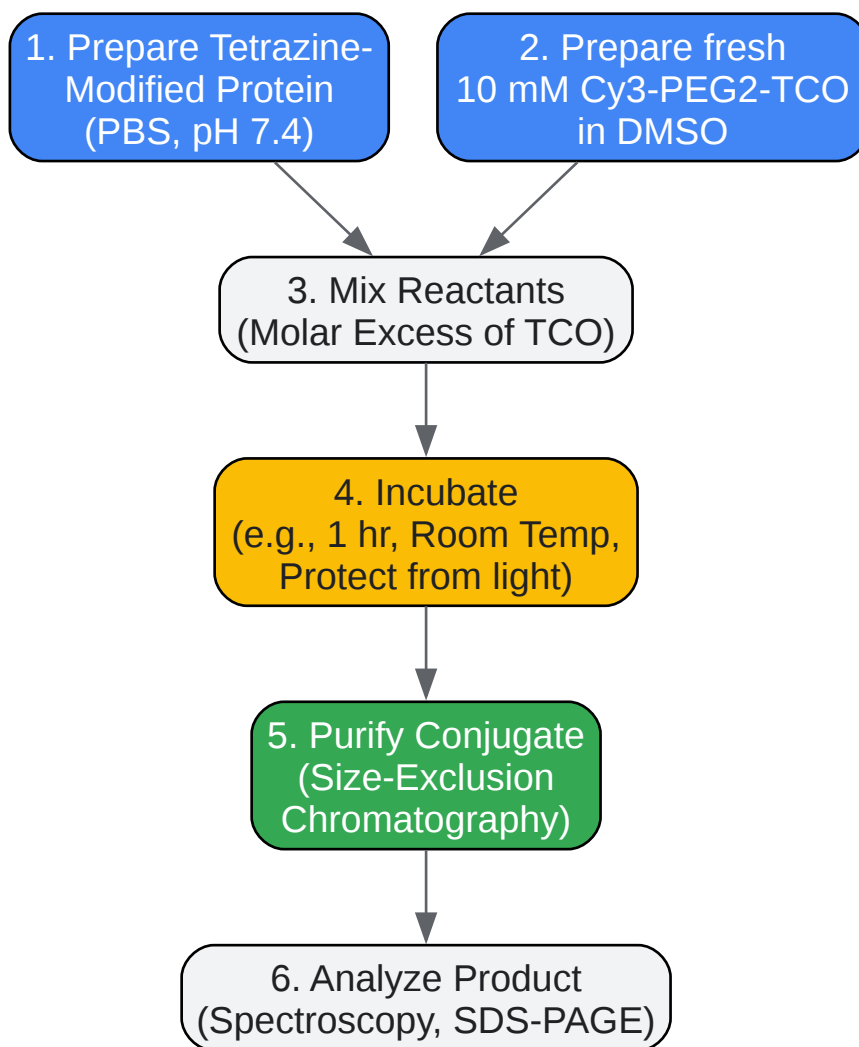 1. Prepare Tetrazine-
Modified Protein
(PBS, pH 7.4)
2. Prepare fresh
10 mM Cy3-PEG2-TCO
in DMSO
3. Mix Reactants
(Molar Excess of TCO)
4. Incubate
(e.g., 1 hr, Room Temp,
Protect from light)
5. Purify Conjugate
(Size-Exclusion
Chromatography)
6. Analyze Product
(Spectroscopy, SDS-PAGE)